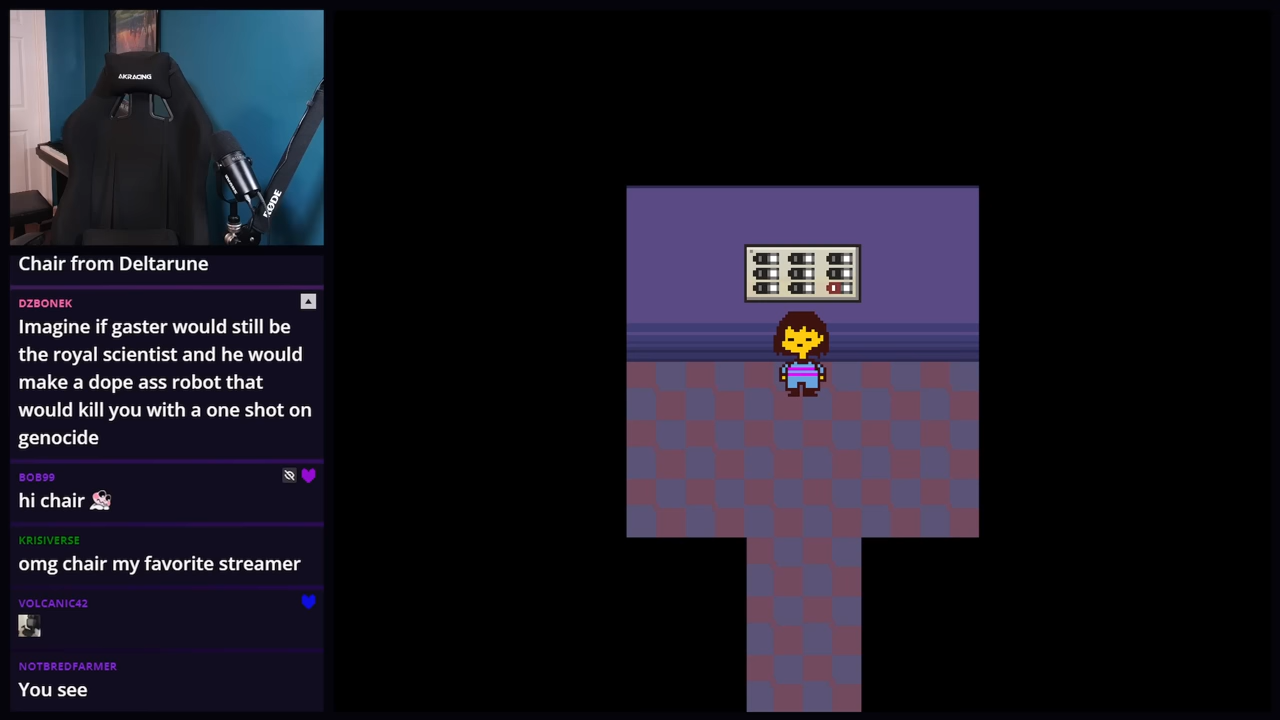 AKRACING
RØDE
Chair from Deltarune
DZBONEK
Imagine if gaster would still be
the royal scientist and he would
make a dope ass robot that
would kill you with a one shot on
genocide
BOB99
hi chair
KRISIVERSE
omg chair my favorite streamer
VOLCANIC42
NOTBREDFARMER
You see